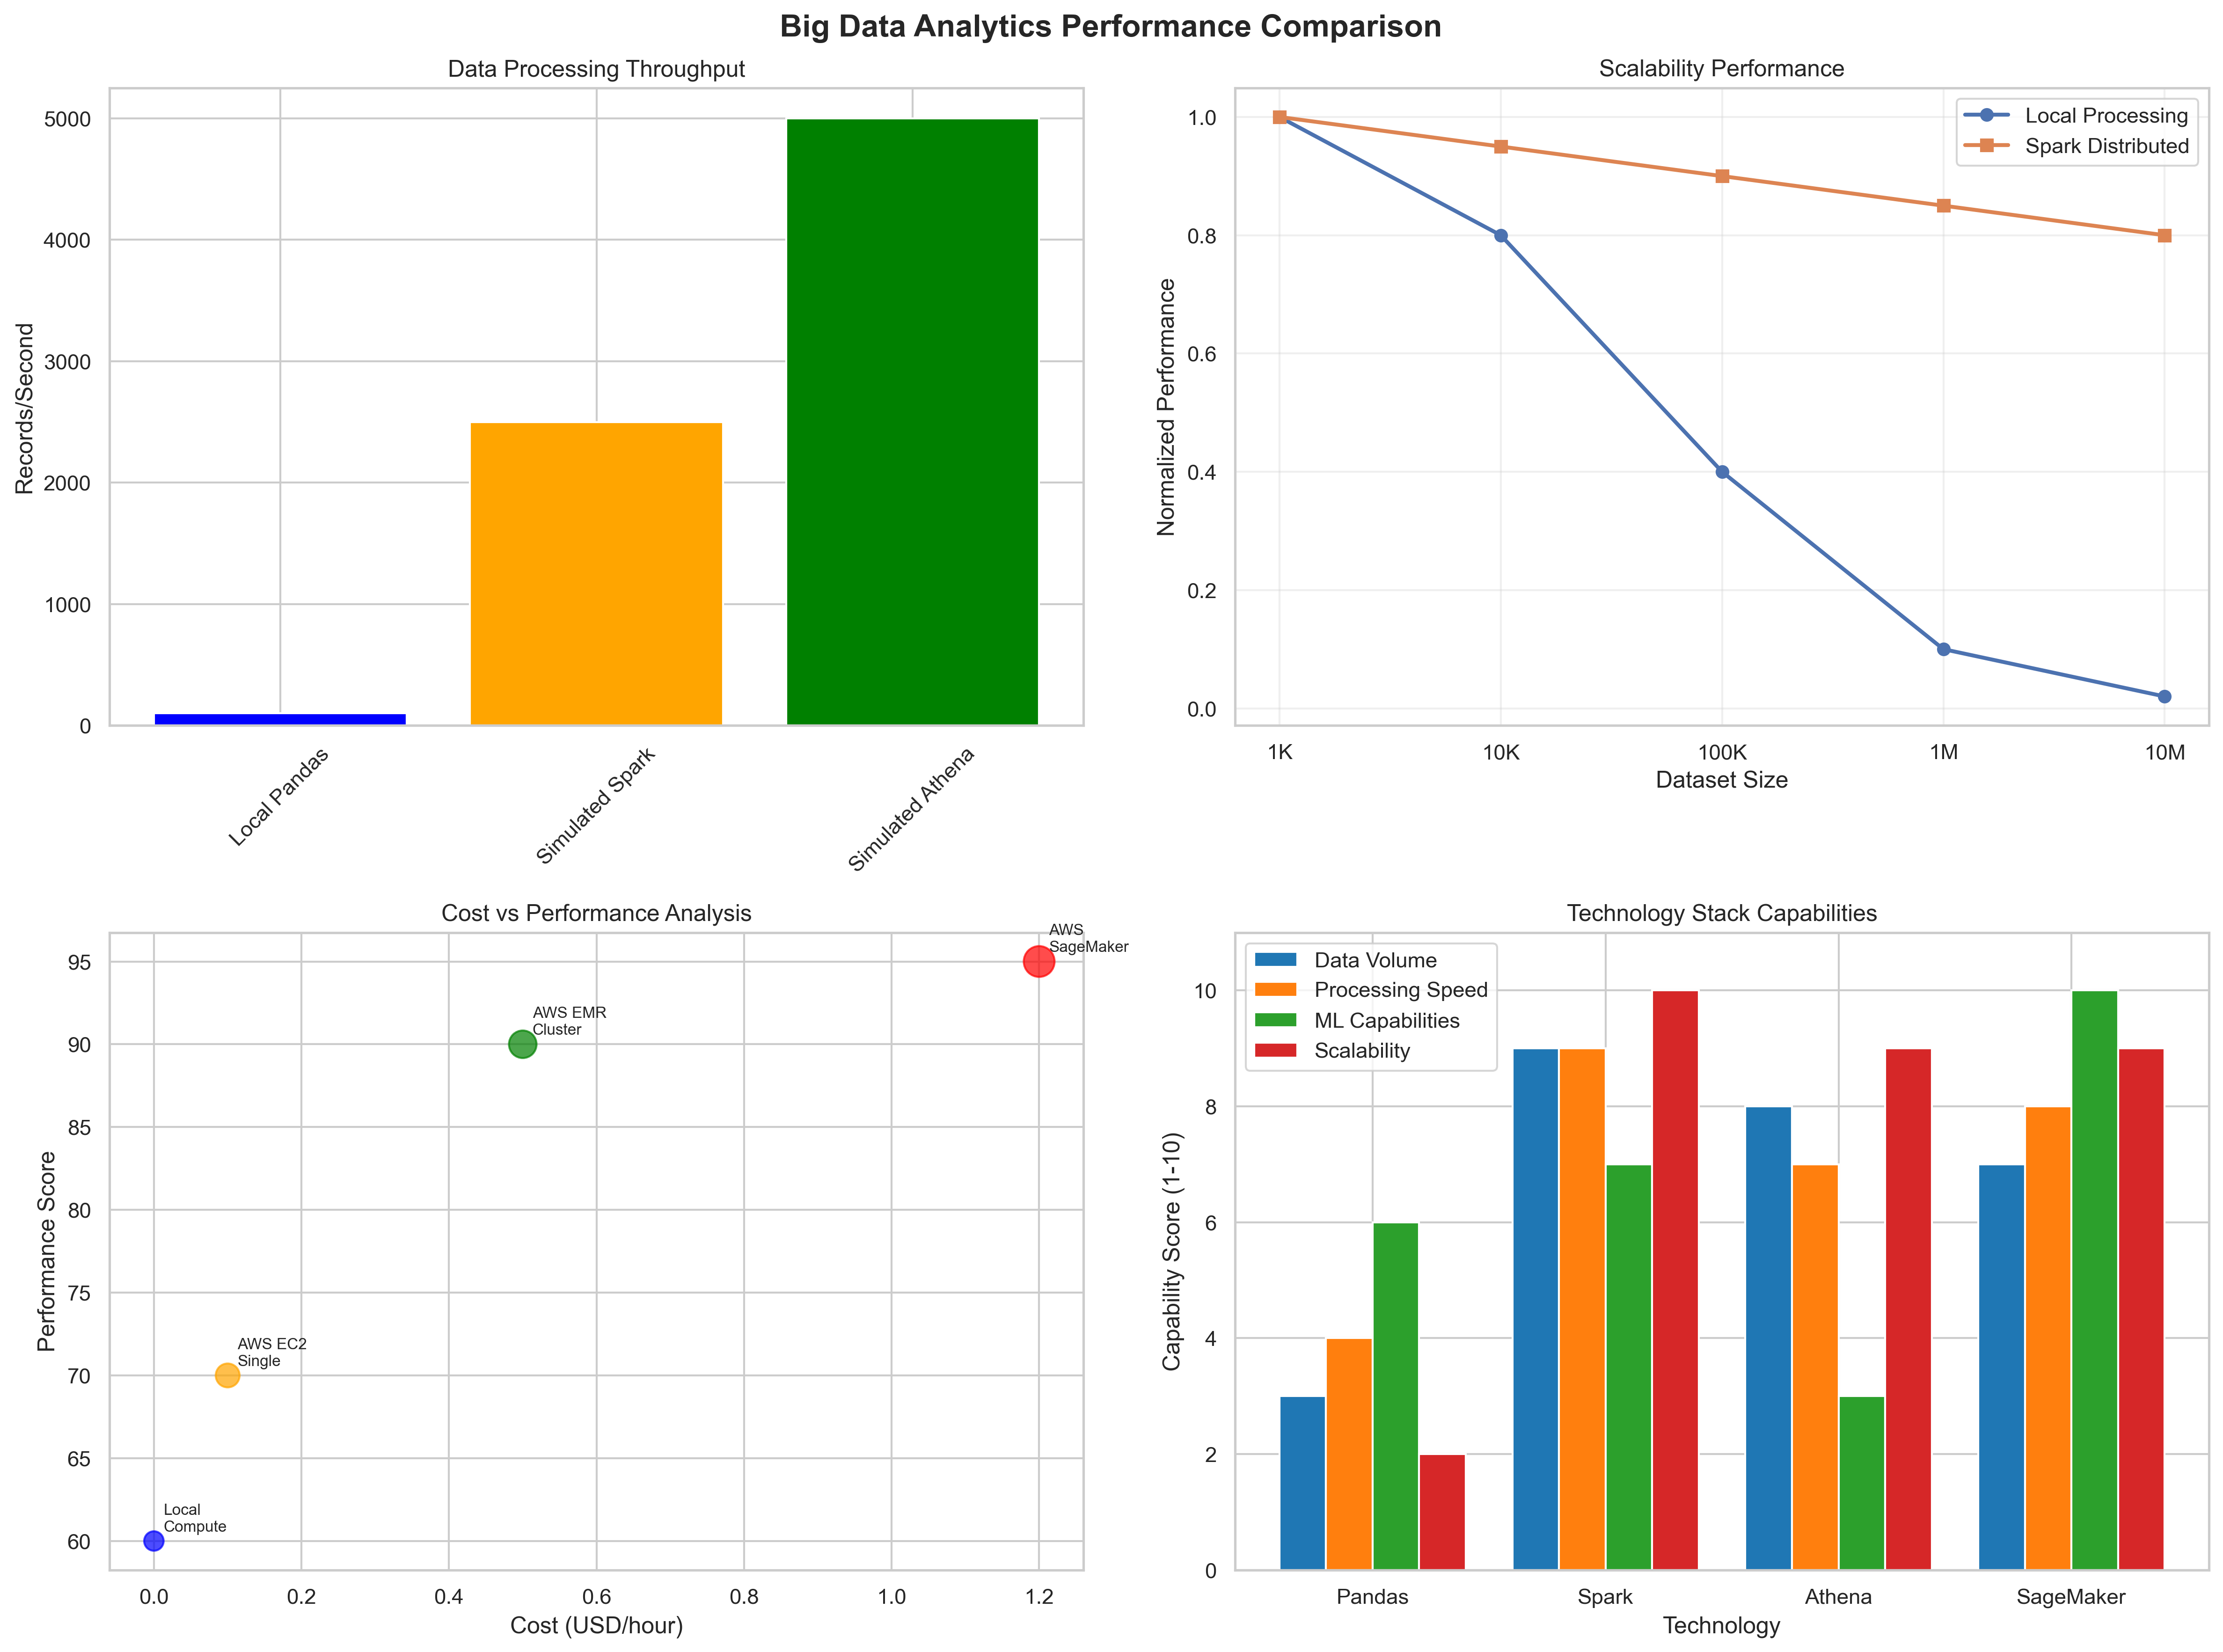 Big Data Analytics Performance Comparison
Data Processing Throughput
Records/Second
5000
4000
3000
2000
1000
0
Local Pandas
Simulated Spark
Simulated Athena
Scalability Performance
Local Processing
Spark Distributed
Normalized Performance
1.0
0.8
0.6
0.4
0.2
0.0
1K
10K
100K
1M
10M
Dataset Size
Cost vs Performance Analysis
Performance Score
95
90
85
80
75
70
65
60
AWS
SageMaker
AWS EMR
Cluster
AWS EC2
Single
Local
Compute
0.0
0.2
0.4
0.6
0.8
1.0
1.2
Cost (USD/hour)
Technology Stack Capabilities
Data Volume
Processing Speed
ML Capabilities
Scalability
Capability Score (1-10)
10
8
6
4
2
0
Pandas
Spark
Athena
SageMaker
Technology